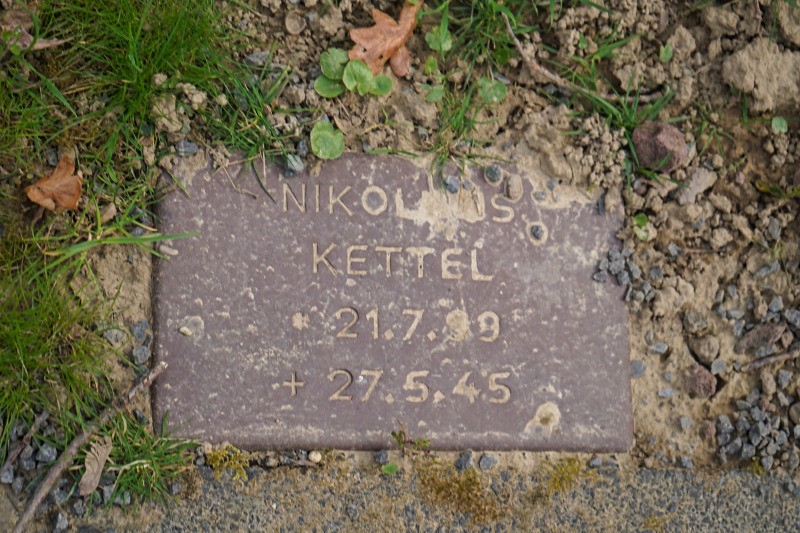 NIKOLAUS
KETTEL
* 21.7.99
+ 27.5.45